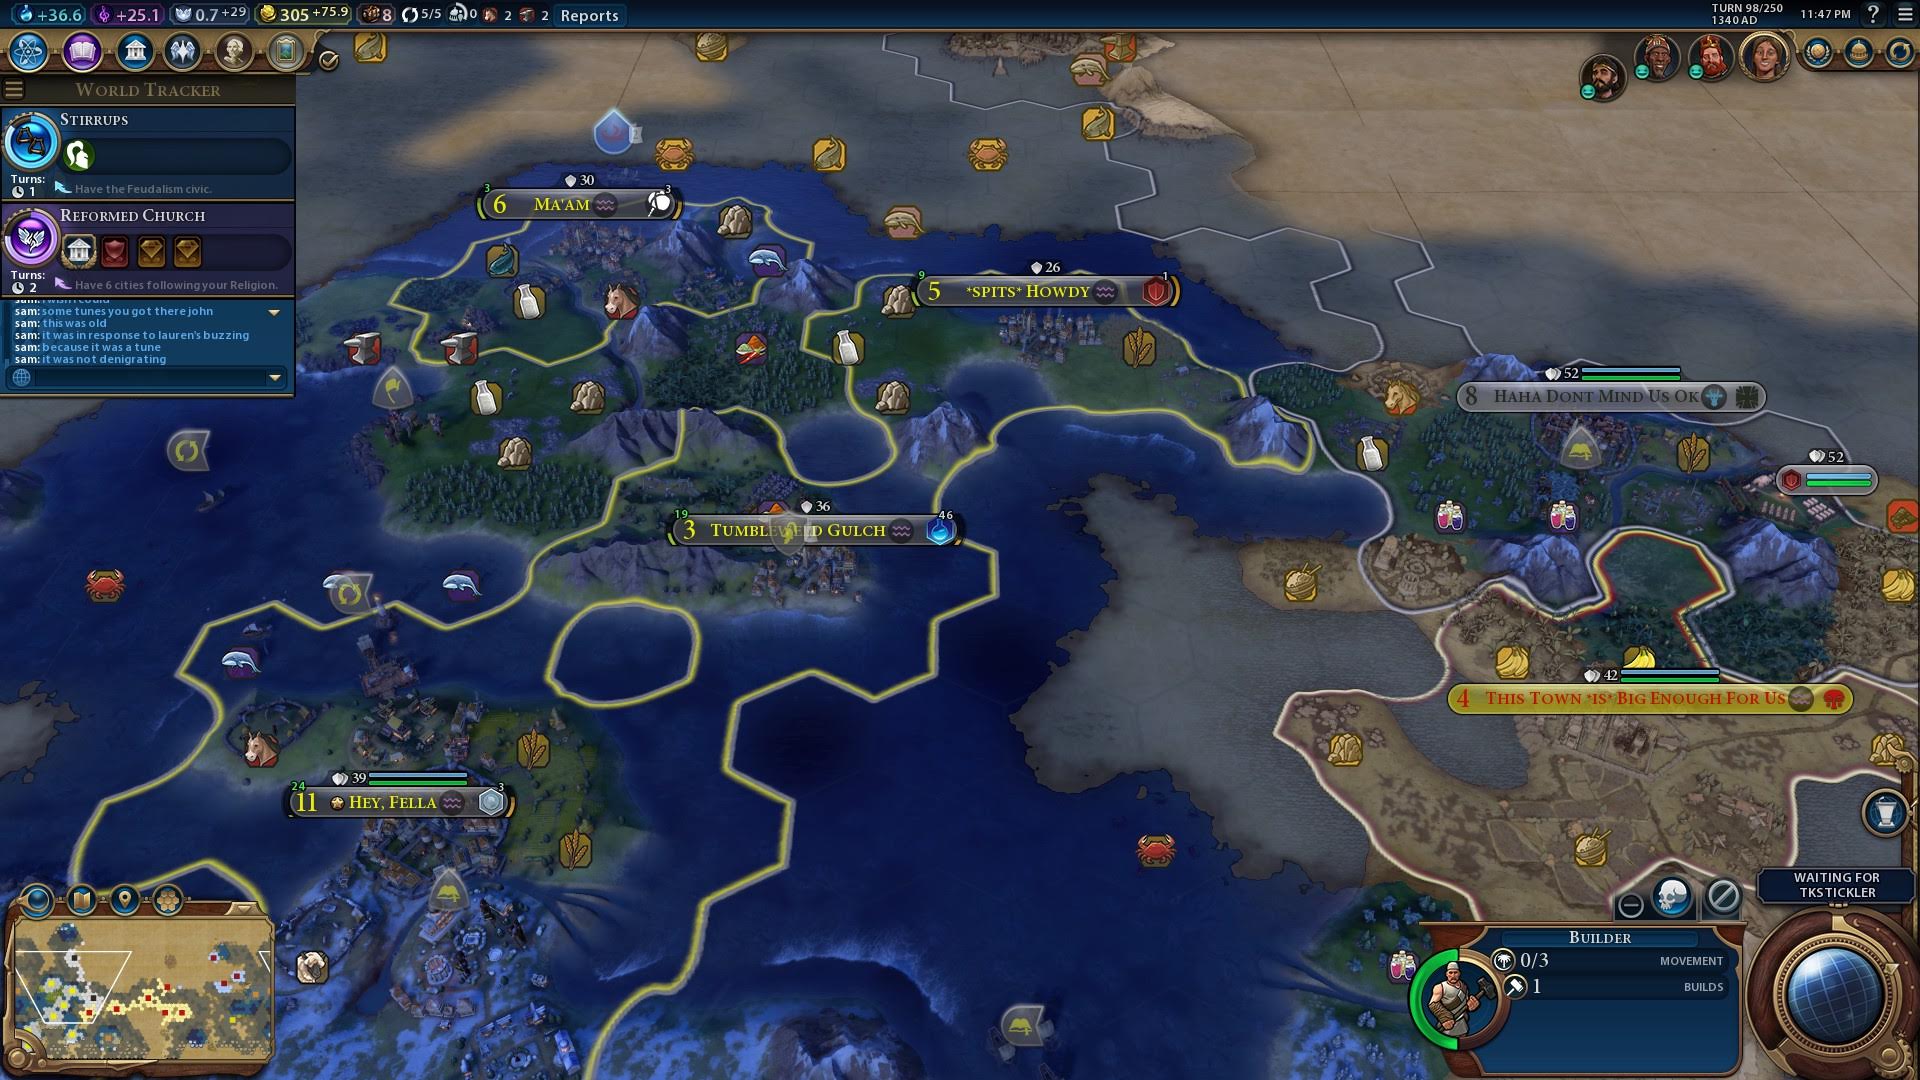 +36.6 +25.1 0.7 +29 305 +75.9 8 5/5 0 2 2 Reports
TURN 98/250
1340 AD
11:47 PM ?
WORLD TRACKER
STIRRUPS
Turns:
1
Have the Feudalism civic.
REFORMED CHURCH
Turns:
2
Have 6 cities following your Religion.
sam: i wish i could
sam: some tunes you got there john
sam: this was old
sam: it was in response to lauren's buzzing
sam: because it was a tune
sam: it was not denigrating
30
3 6 MA'AM 3
26
9 5 *SPITS* HOWDY 1
52
8 HAHA DONT MIND US OK
52
36
19 3 TUMBLEWEED GULCH 46
42
4 THIS TOWN *IS* BIG ENOUGH FOR US
39
24 11 HEY, FELLA 3
WAITING FOR
TKSTICKLER
BUILDER
0/3 MOVEMENT
1 BUILDS